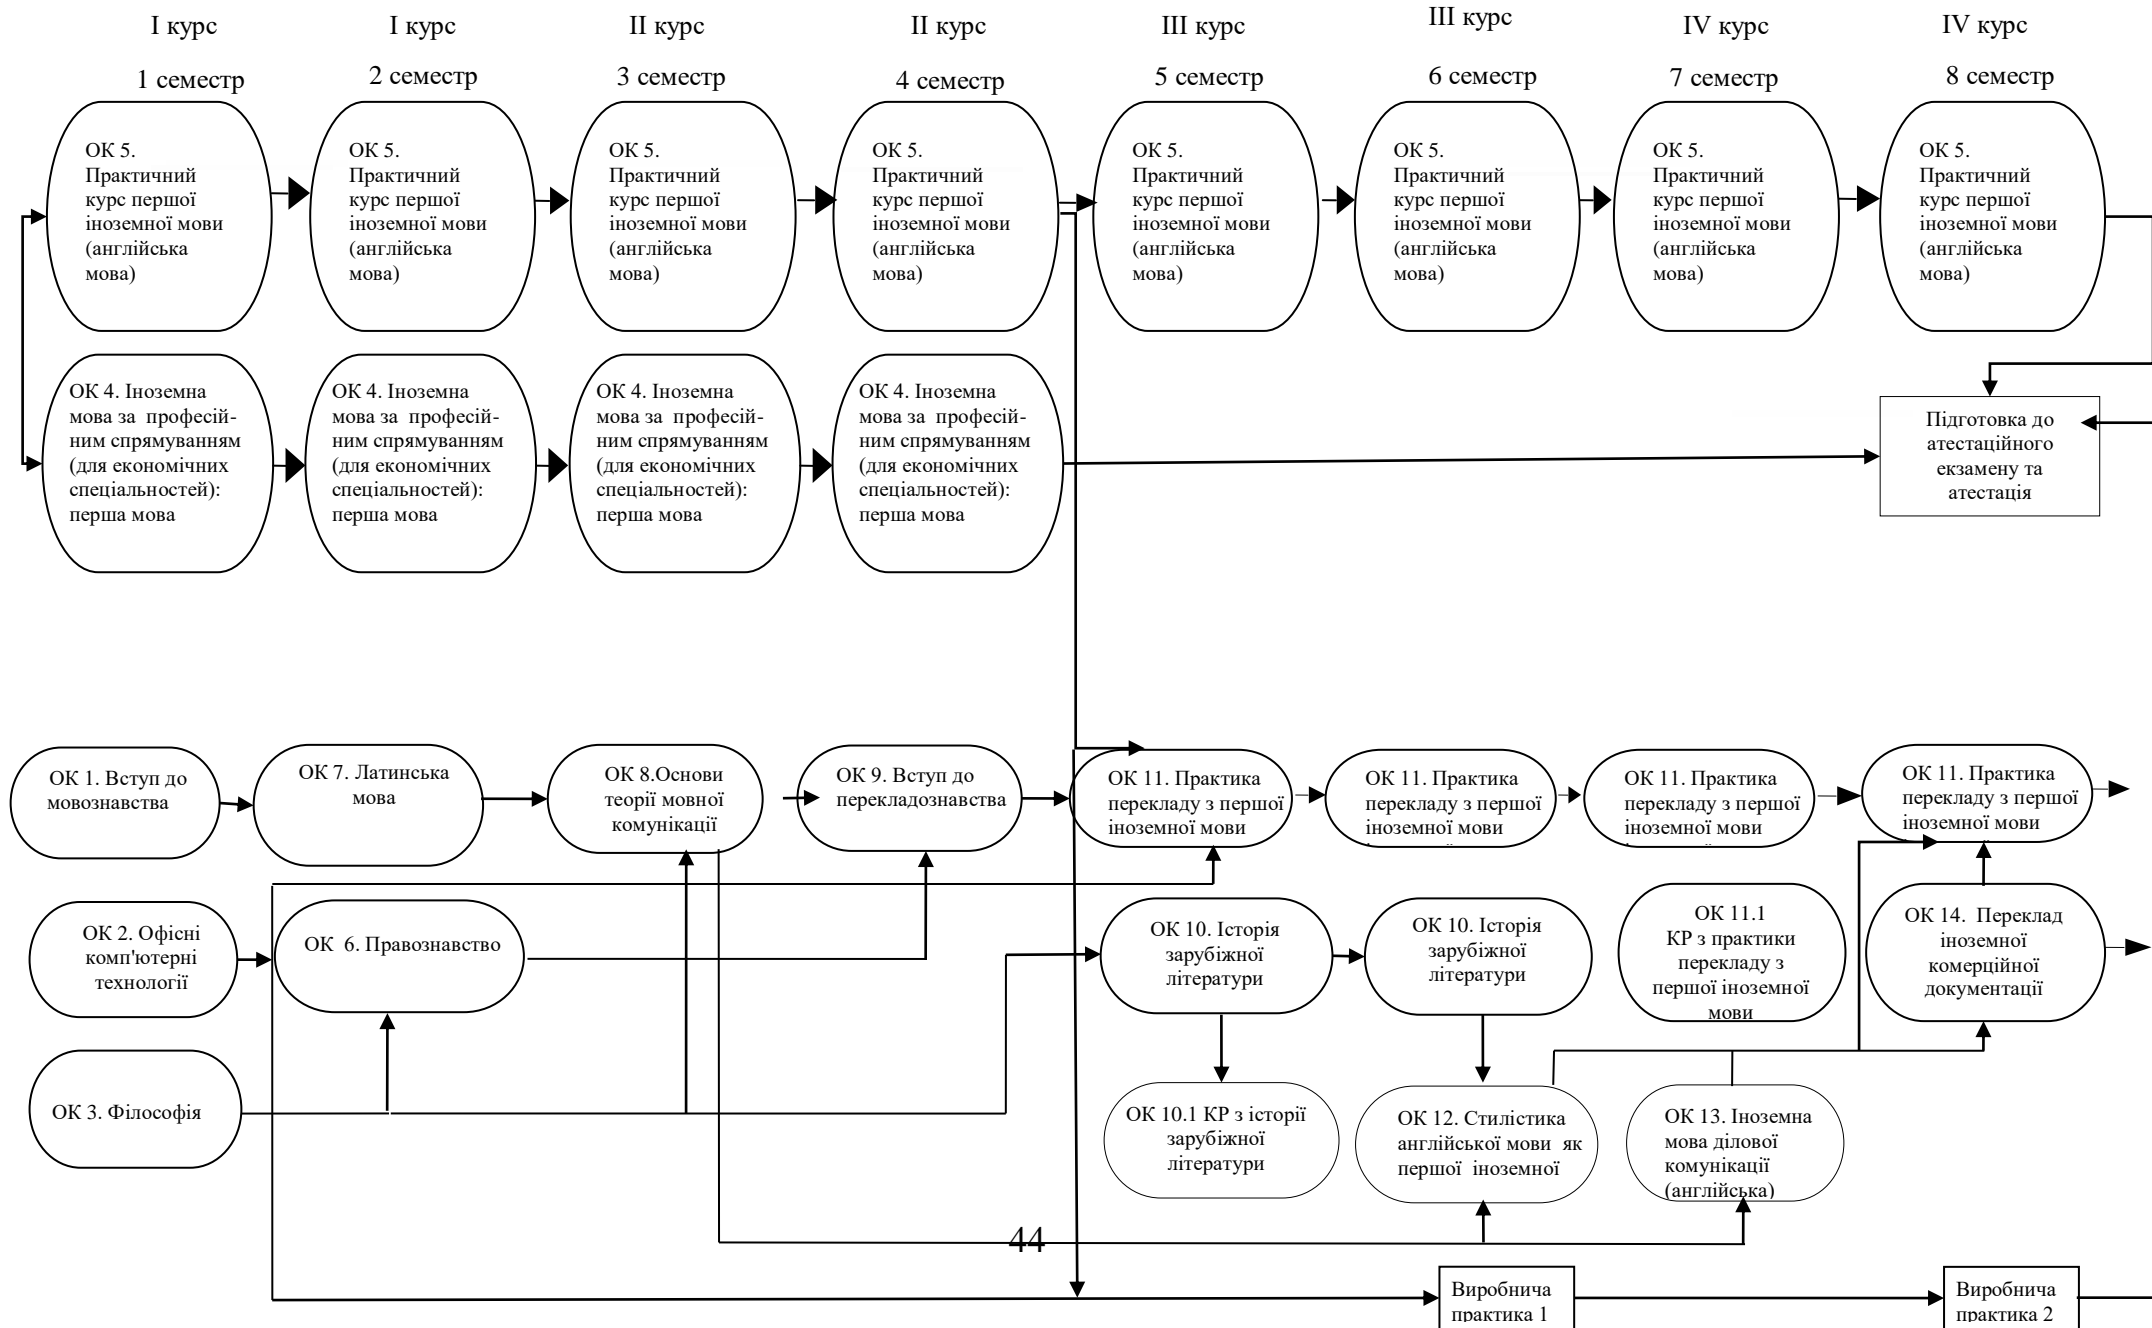 I курс
I курс
II курс
II курс
III курс
III курс
IV курс
IV курс
1 семестр
2 семестр
3 семестр
4 семестр
5 семестр
6 семестр
7 семестр
8 семестр
ОК 5.
Практичний
курс першої
іноземної мови
(англійська
мова)
ОК 5.
Практичний
курс першої
іноземної мови
(англійська
мова)
ОК 5.
Практичний
курс першої
іноземної мови
(англійська
мова)
ОК 5.
Практичний
курс першої
іноземної мови
(англійська
мова)
ОК 5.
Практичний
курс першої
іноземної мови
(англійська
мова)
ОК 5.
Практичний
курс першої
іноземної мови
(англійська
мова)
ОК 5.
Практичний
курс першої
іноземної мови
(англійська
мова)
ОК 5.
Практичний
курс першої
іноземної мови
(англійська
мова)
ОК 4. Іноземна
мова за професій-
ним спрямуванням
(для економічних
спеціальностей):
перша мова
ОК 4. Іноземна
мова за професій-
ним спрямуванням
(для економічних
спеціальностей):
перша мова
ОК 4. Іноземна
мова за професій-
ним спрямуванням
(для економічних
спеціальностей):
перша мова
ОК 4. Іноземна
мова за професій-
ним спрямуванням
(для економічних
спеціальностей):
перша мова
Підготовка до
атестаційного
екзамену та
атестація
ОК 1. Вступ до
мовознавства
ОК 7. Латинська
мова
ОК 8.Основи
теорії мовної
комунікації
ОК 9. Вступ до
перекладознавства
ОК 11. Практика
перекладу з першої
іноземної мови
ОК 11. Практика
перекладу з першої
іноземної мови
ОК 11. Практика
перекладу з першої
іноземної мови
ОК 11. Практика
перекладу з першої
іноземної мови
ОК 2. Офісні
комп'ютерні
технології
ОК 6. Правознавство
ОК 10. Історія
зарубіжної
літератури
ОК 10. Історія
зарубіжної
літератури
ОК 11.1
КР з практики
перекладу з
першої іноземної
мови
ОК 14. Переклад
іноземної
комерційної
документації
ОК 3. Філософія
ОК 10.1 КР з історії
зарубіжної
літератури
ОК 12. Стилістика
англійської мови як
першої іноземної
ОК 13. Іноземна
мова ділової
комунікації
(англійська)
44
Виробнича
практика 1
Виробнича
практика 2